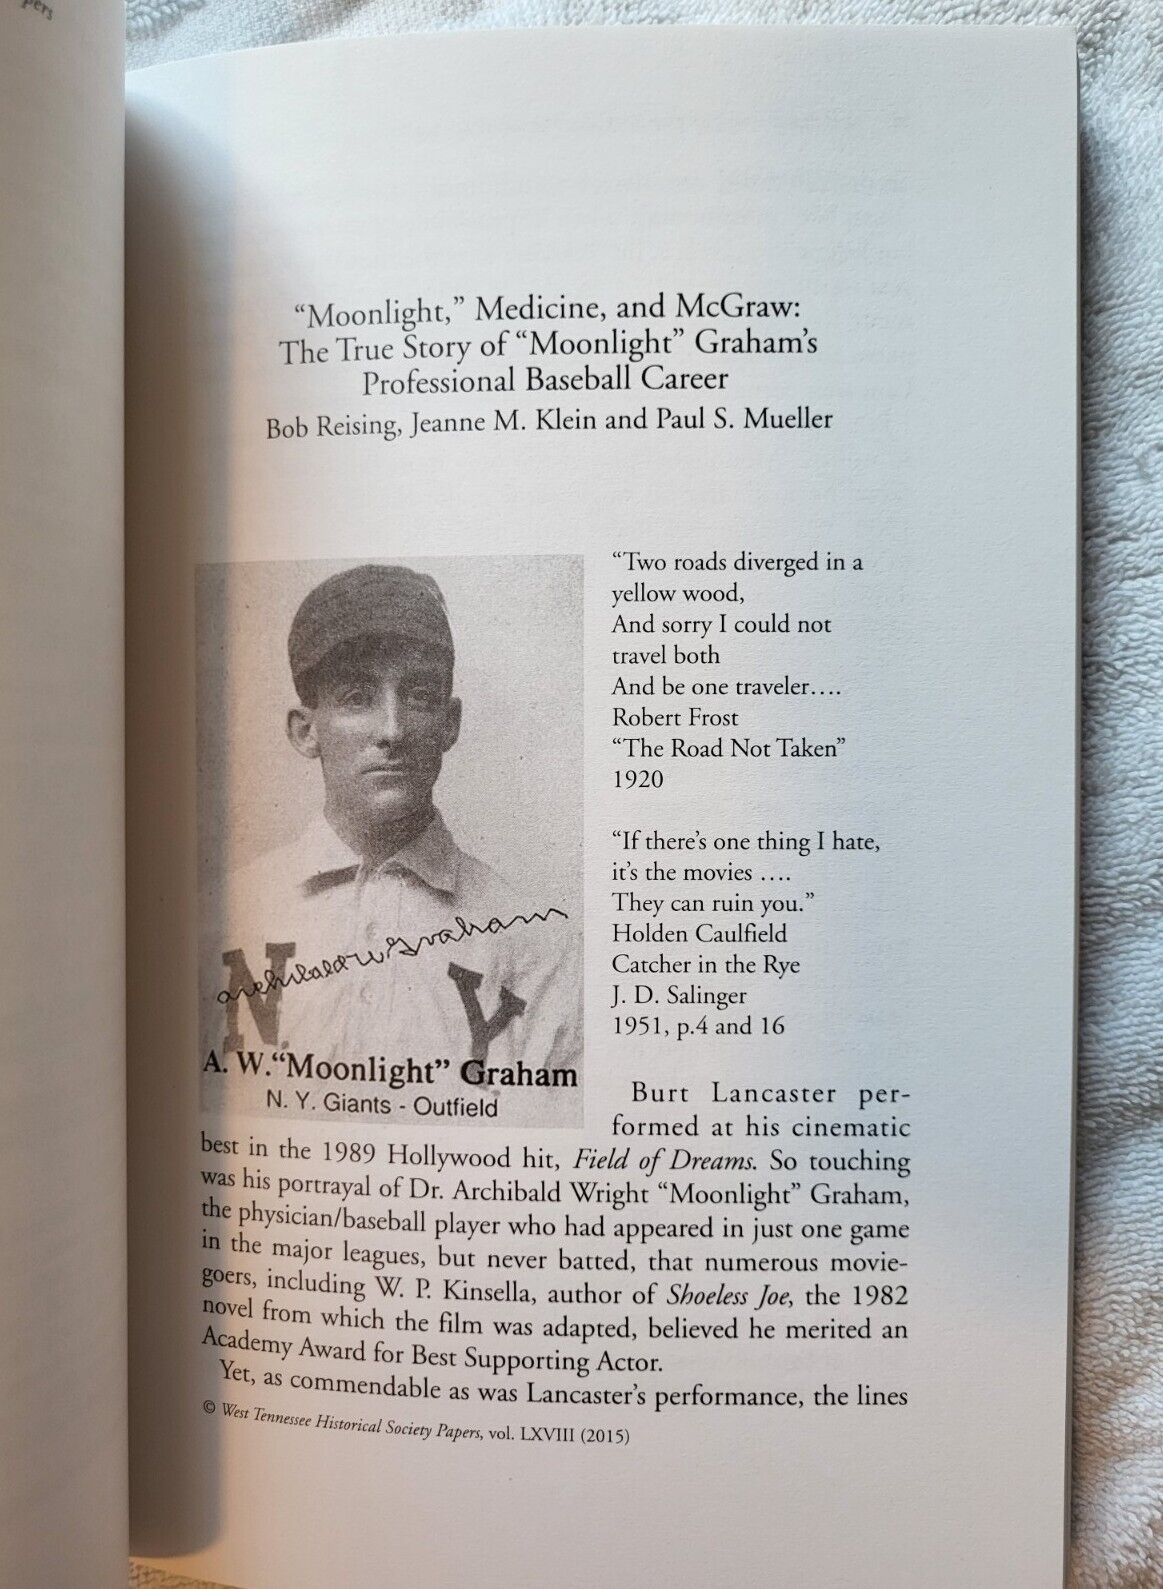 pers
“Moonlight,” Medicine, and McGraw:
The True Story of “Moonlight” Graham’s
Professional Baseball Career
Bob Reising, Jeanne M. Klein and Paul S. Mueller
“Two roads diverged in a
yellow wood,
And sorry I could not
travel both
And be one traveler….
Robert Frost
“The Road Not Taken”
1920
“If there’s one thing I hate,
it’s the movies ….
They can ruin you.”
Holden Caulfield
Catcher in the Rye
J. D. Salinger
1951, p.4 and 16
Archibald W Graham
N Y
A. W. “Moonlight” Graham
N. Y. Giants - Outfield
Burt Lancaster per-
formed at his cinematic
best in the 1989 Hollywood hit, Field of Dreams. So touching
was his portrayal of Dr. Archibald Wright “Moonlight” Graham,
the physician/baseball player who had appeared in just one game
in the major leagues, but never batted, that numerous movie-
goers, including W. P. Kinsella, author of Shoeless Joe, the 1982
novel from which the film was adapted, believed he merited an
Academy Award for Best Supporting Actor.
Yet, as commendable as was Lancaster’s performance, the lines
© West Tennessee Historical Society Papers, vol. LXVIII (2015)